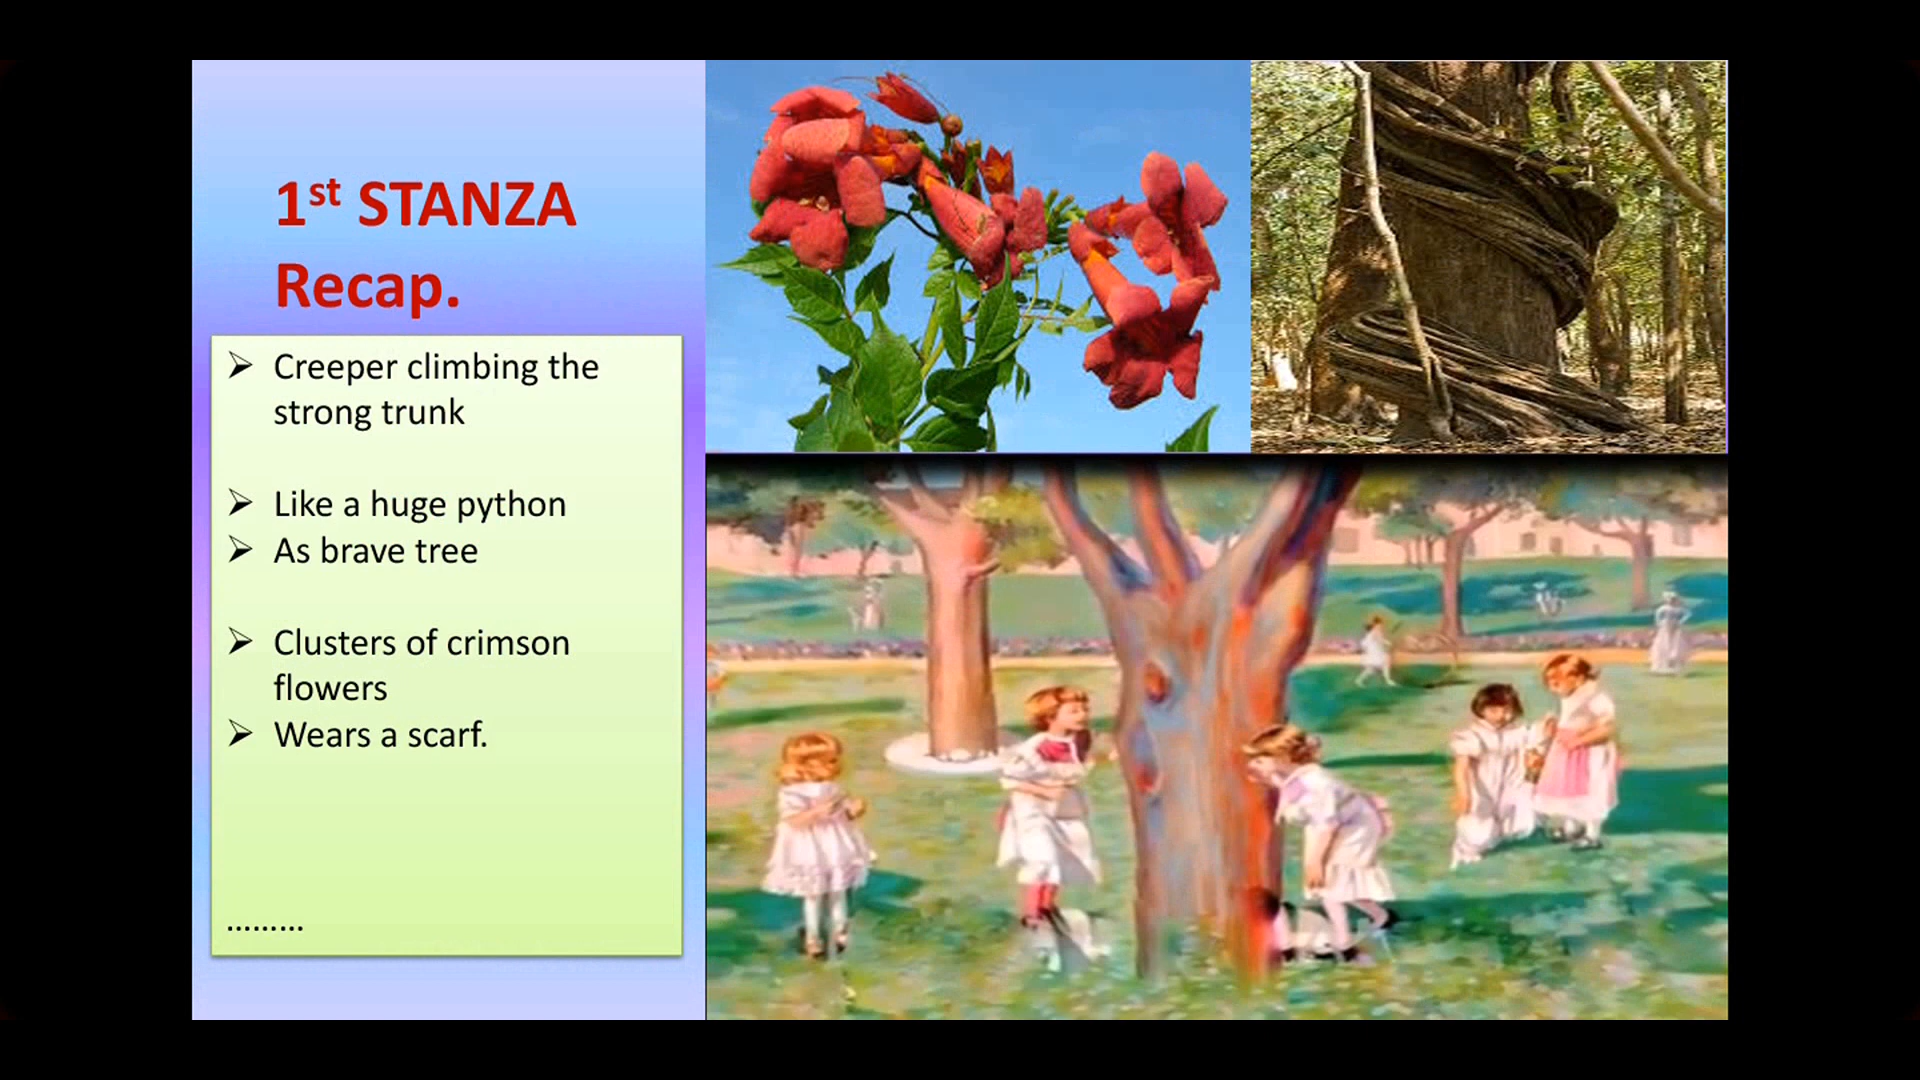 1st STANZA
Recap.
➢ Creeper climbing the
strong trunk
➢ Like a huge python
➢ As brave tree
➢ Clusters of crimson
flowers
➢ Wears a scarf.
………